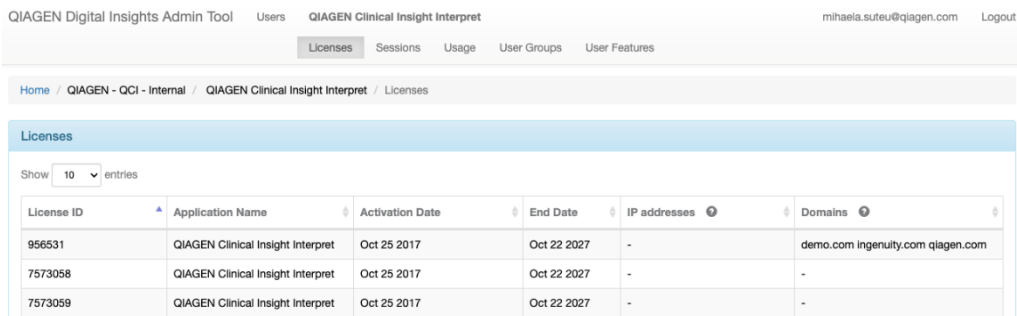 QIAGEN Digital Insights Admin Tool Users QIAGEN Clinical Insight Interpret mihaela.suteu@qiagen.com Logout
Licenses Sessions Usage User Groups User Features
Home / QIAGEN - QCI - Internal / QIAGEN Clinical Insight Interpret / Licenses
Licenses
Show 10 entries
License ID Application Name Activation Date End Date IP addresses ? Domains ?
956531 QIAGEN Clinical Insight Interpret Oct 25 2017 Oct 22 2027 - demo.com ingenuity.com qiagen.com
7573058 QIAGEN Clinical Insight Interpret Oct 25 2017 Oct 22 2027 - -
7573059 QIAGEN Clinical Insight Interpret Oct 25 2017 Oct 22 2027 - -